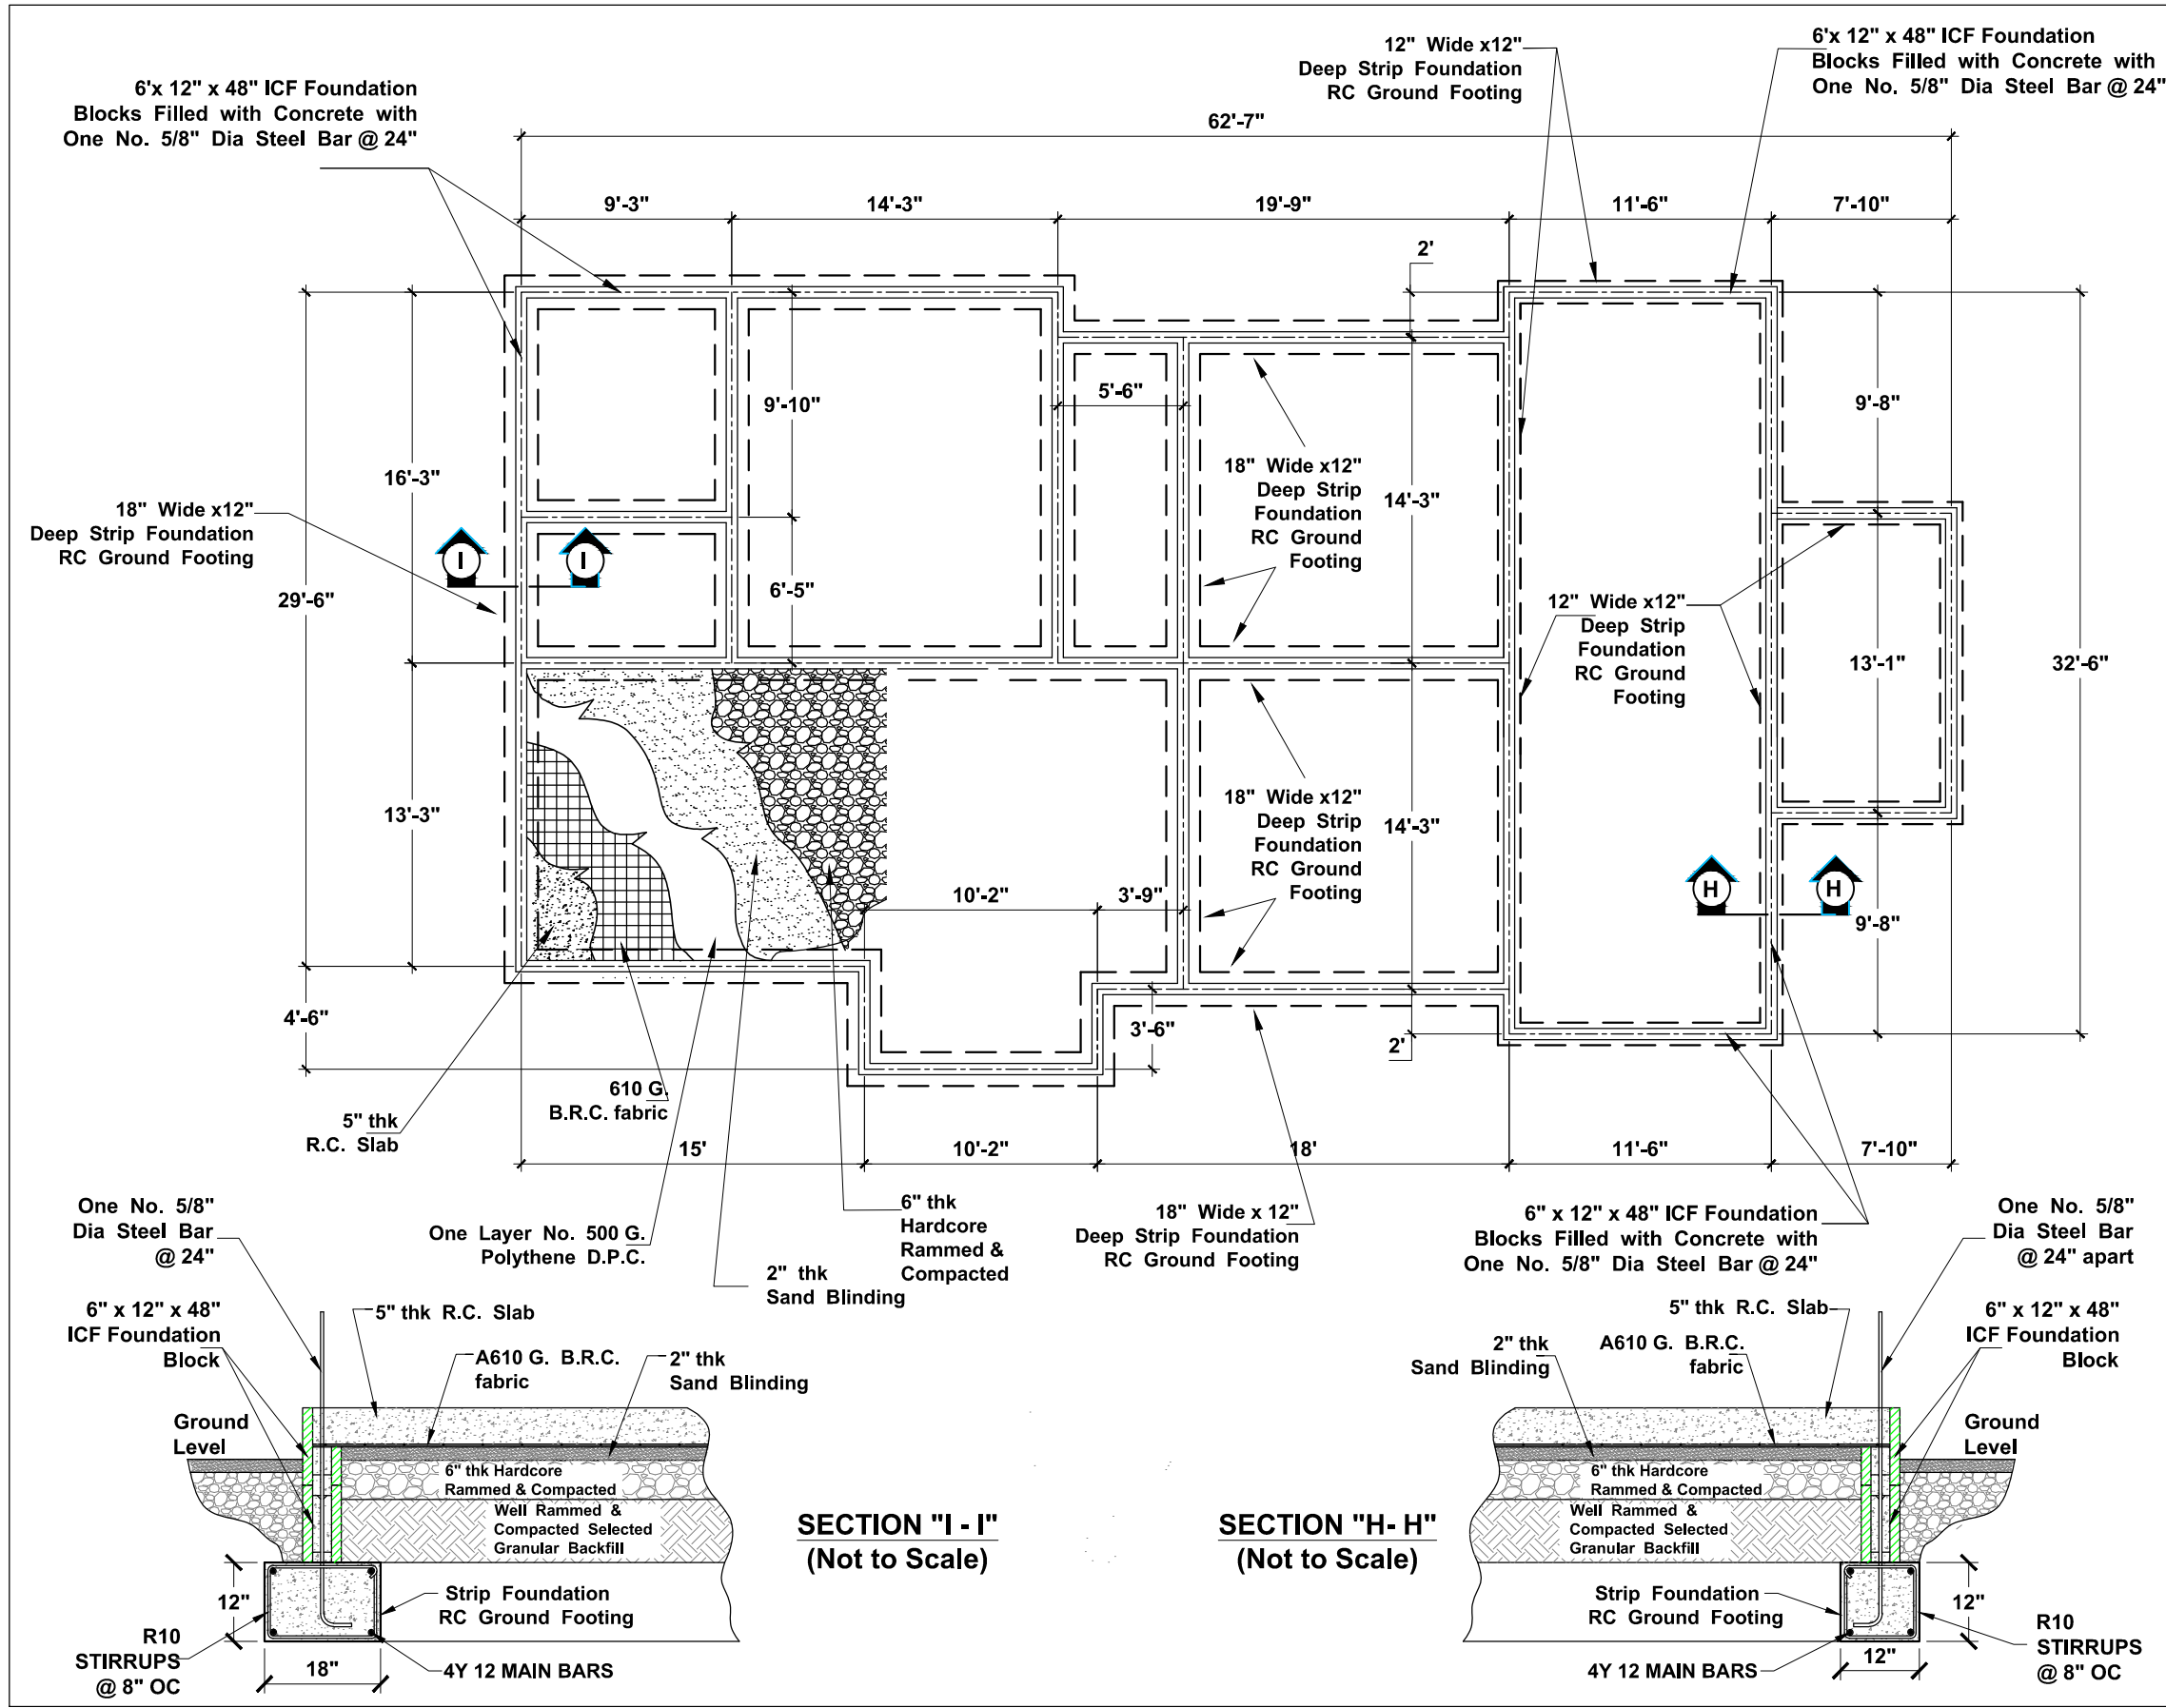 6'x 12" x 48" ICF Foundation
Blocks Filled with Concrete with
One No. 5/8" Dia Steel Bar @ 24"
12" Wide x12"
Deep Strip Foundation
RC Ground Footing
6'x 12" x 48" ICF Foundation
Blocks Filled with Concrete with
One No. 5/8" Dia Steel Bar @ 24"
62'-7"
9'-3"
14'-3"
19'-9"
11'-6"
7'-10"
2'
9'-10"
5'-6"
9'-8"
16'-3"
18" Wide x12"
Deep Strip
Foundation
RC Ground
Footing
14'-3"
18" Wide x12"
Deep Strip Foundation
RC Ground Footing
I
I
6'-5"
29'-6"
12" Wide x12"
Deep Strip
Foundation
RC Ground
Footing
13'-1"
32'-6"
13'-3"
18" Wide x12"
Deep Strip
Foundation
RC Ground
Footing
14'-3"
10'-2"
3'-9"
H
H
9'-8"
4'-6"
3'-6"
2'
610 G.
B.R.C. fabric
5" thk
R.C. Slab
15'
10'-2"
18'
11'-6"
7'-10"
One No. 5/8"
Dia Steel Bar
@ 24"
One Layer No. 500 G.
Polythene D.P.C.
2" thk
Sand Blinding
6" thk
Hardcore
Rammed &
Compacted
18" Wide x 12"
Deep Strip Foundation
RC Ground Footing
6" x 12" x 48" ICF Foundation
Blocks Filled with Concrete with
One No. 5/8" Dia Steel Bar @ 24"
One No. 5/8"
Dia Steel Bar
@ 24" apart
6" x 12" x 48"
ICF Foundation
Block
5" thk R.C. Slab
A610 G. B.R.C.
fabric
2" thk
Sand Blinding
Ground
Level
6" thk Hardcore
Rammed & Compacted
Well Rammed &
Compacted Selected
Granular Backfill
12"
Strip Foundation
RC Ground Footing
R10
STIRRUPS
@ 8" OC
18"
4Y 12 MAIN BARS
SECTION "I - I"
(Not to Scale)
SECTION "H- H"
(Not to Scale)
5" thk R.C. Slab
2" thk
Sand Blinding
A610 G. B.R.C.
fabric
6" x 12" x 48"
ICF Foundation
Block
Ground
Level
6" thk Hardcore
Rammed & Compacted
Well Rammed &
Compacted Selected
Granular Backfill
Strip Foundation
RC Ground Footing
12"
4Y 12 MAIN BARS
12"
R10
STIRRUPS
@ 8" OC